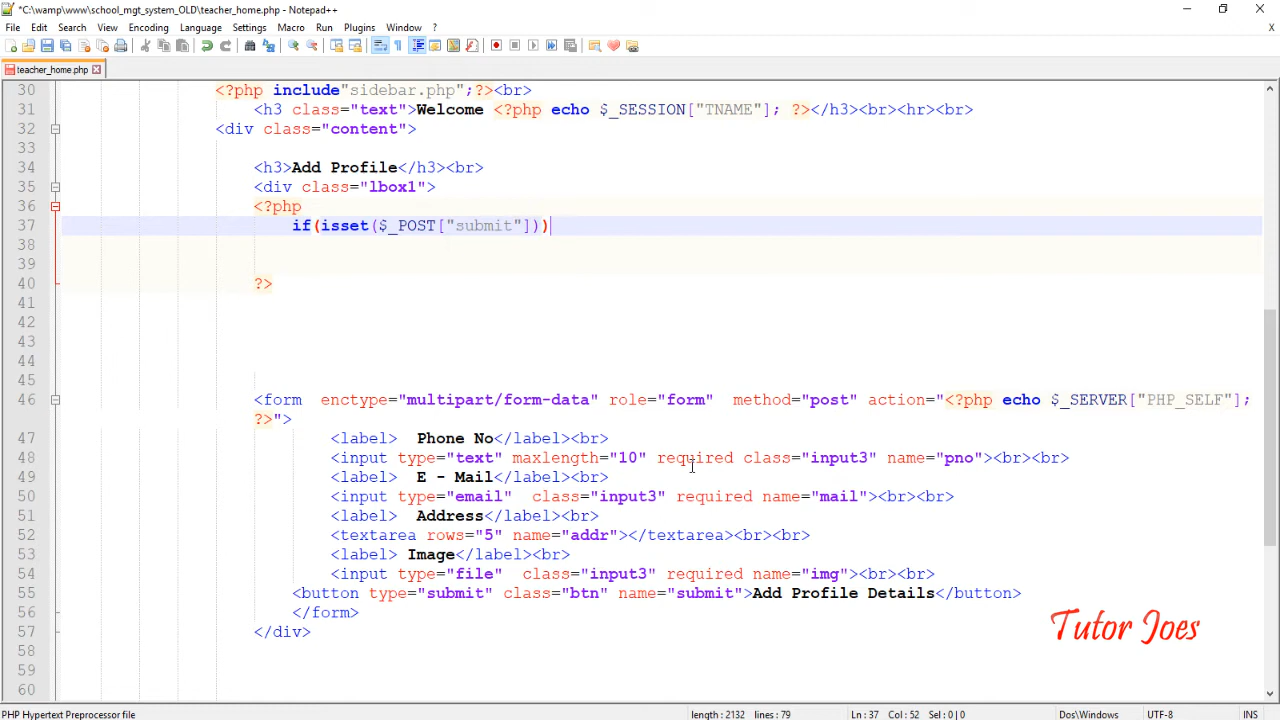 *C:\wamp\www\school_mgt_system_OLD\teacher_home.php - Notepad++
File Edit Search View Encoding Language Settings Macro Run Plugins Window ?
X
teacher_home.php
30 <?php include"sidebar.php";?><br>
31 <h3 class="text">Welcome <?php echo $_SESSION["TNAME"]; ?></h3><br><hr><br>
32 <div class="content">
33
34 <h3>Add Profile</h3><br>
35 <div class="lbox1">
36 <?php
37 if(isset($_POST["submit"]))
38
39
40 ?>
41
42
43
44
45
46 <form  enctype="multipart/form-data" role="form"  method="post" action="<?php echo $_SERVER["PHP_SELF"];
?>">
47 <label>  Phone No</label><br>
48 <input type="text" maxlength="10" required class="input3" name="pno"><br><br>
49 <label>  E - Mail</label><br>
50 <input type="email"  class="input3" required name="mail"><br><br>
51 <label>  Address</label><br>
52 <textarea rows="5" name="addr"></textarea><br><br>
53 <label> Image</label><br>
54 <input type="file"  class="input3" required name="img"><br><br>
55 <button type="submit" class="btn" name="submit">Add Profile Details</button>
56 </form>
57 </div>
58
59
60
Tutor Joes
PHP Hypertext Preprocessor file length : 2132 lines : 79 Ln : 37 Col : 52 Sel : 0 | 0 Dos\Windows UTF-8 INS